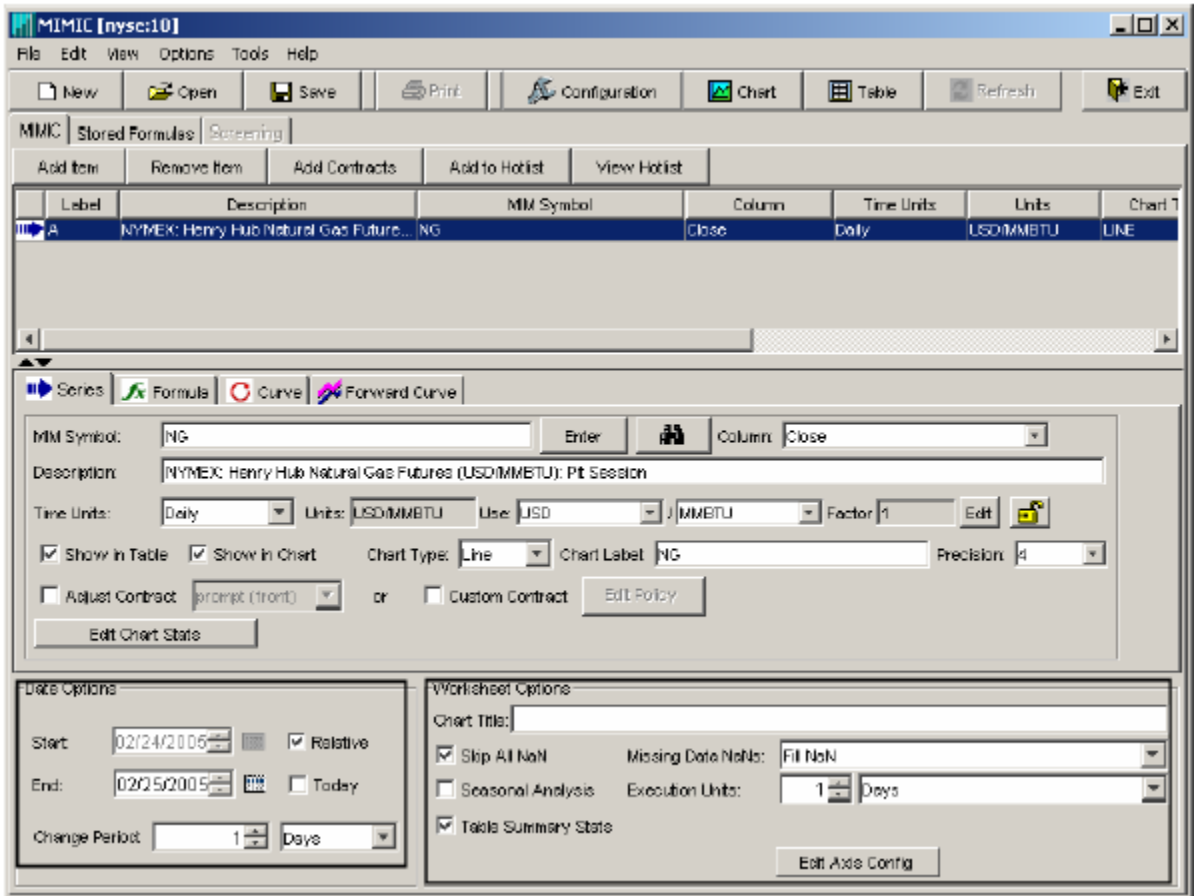 MIMIC [nysc:10]
File Edit View Options Tools Help
New Open Save Print Configuration Chart Table Refresh Exit
MIMIC Stored Formulas Screening
Add Item Remove Item Add Contracts Add to Hotlist View Hotlist
Label Description MIM Symbol Column Time Units Units Chart T
A NYMEX: Henry Hub Natural Gas Future... NG Close Daily USD/MMBTU LINE
Series fx Formula Curve Forward Curve
MIM Symbol: NG Enter Column: Close
Description: NYMEX: Henry Hub Natural Gas Futures (USD/MMBTU): Pit Session
Time Units: Daily Units: USD/MMBTU Use: USD / MMBTU Factor 1 Edit
Show in Table Show in Chart Chart Type: Line Chart Label: NG Precision: 4
Adjust Contract prompt (front) or Custom Contract Edit Policy
Edit Chart Stats
Date Options
Start: 02/24/2005 Relative
End: 02/25/2005 Today
Change Period: 1 Days
Worksheet Options
Chart Title:
Skip All NaN Missing Data NaNs: Fill NaN
Seasonal Analysis Execution Units: 1 Days
Table Summary Stats
Edit Axis Config